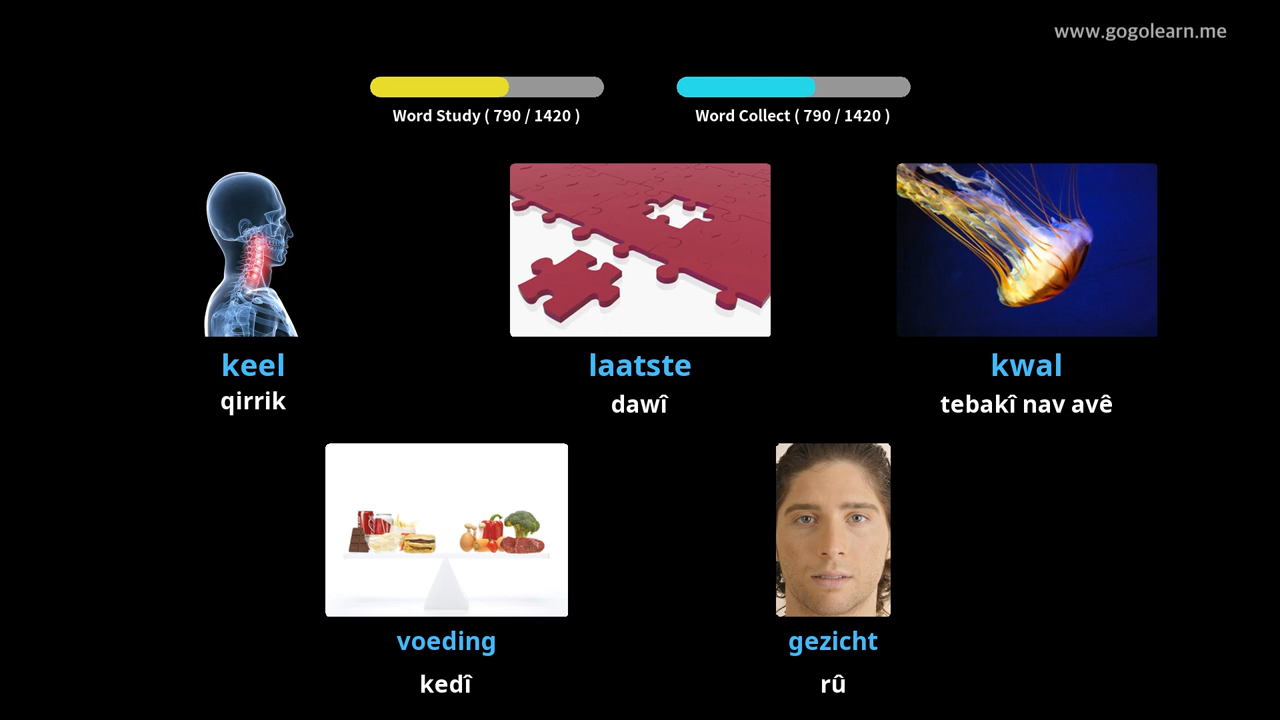 www.gogolearn.me
Word Study ( 790 / 1420 )
Word Collect ( 790 / 1420 )
keel
qirrik
laatste
dawî
kwal
tebakî nav avê
voeding
kedî
gezicht
rû